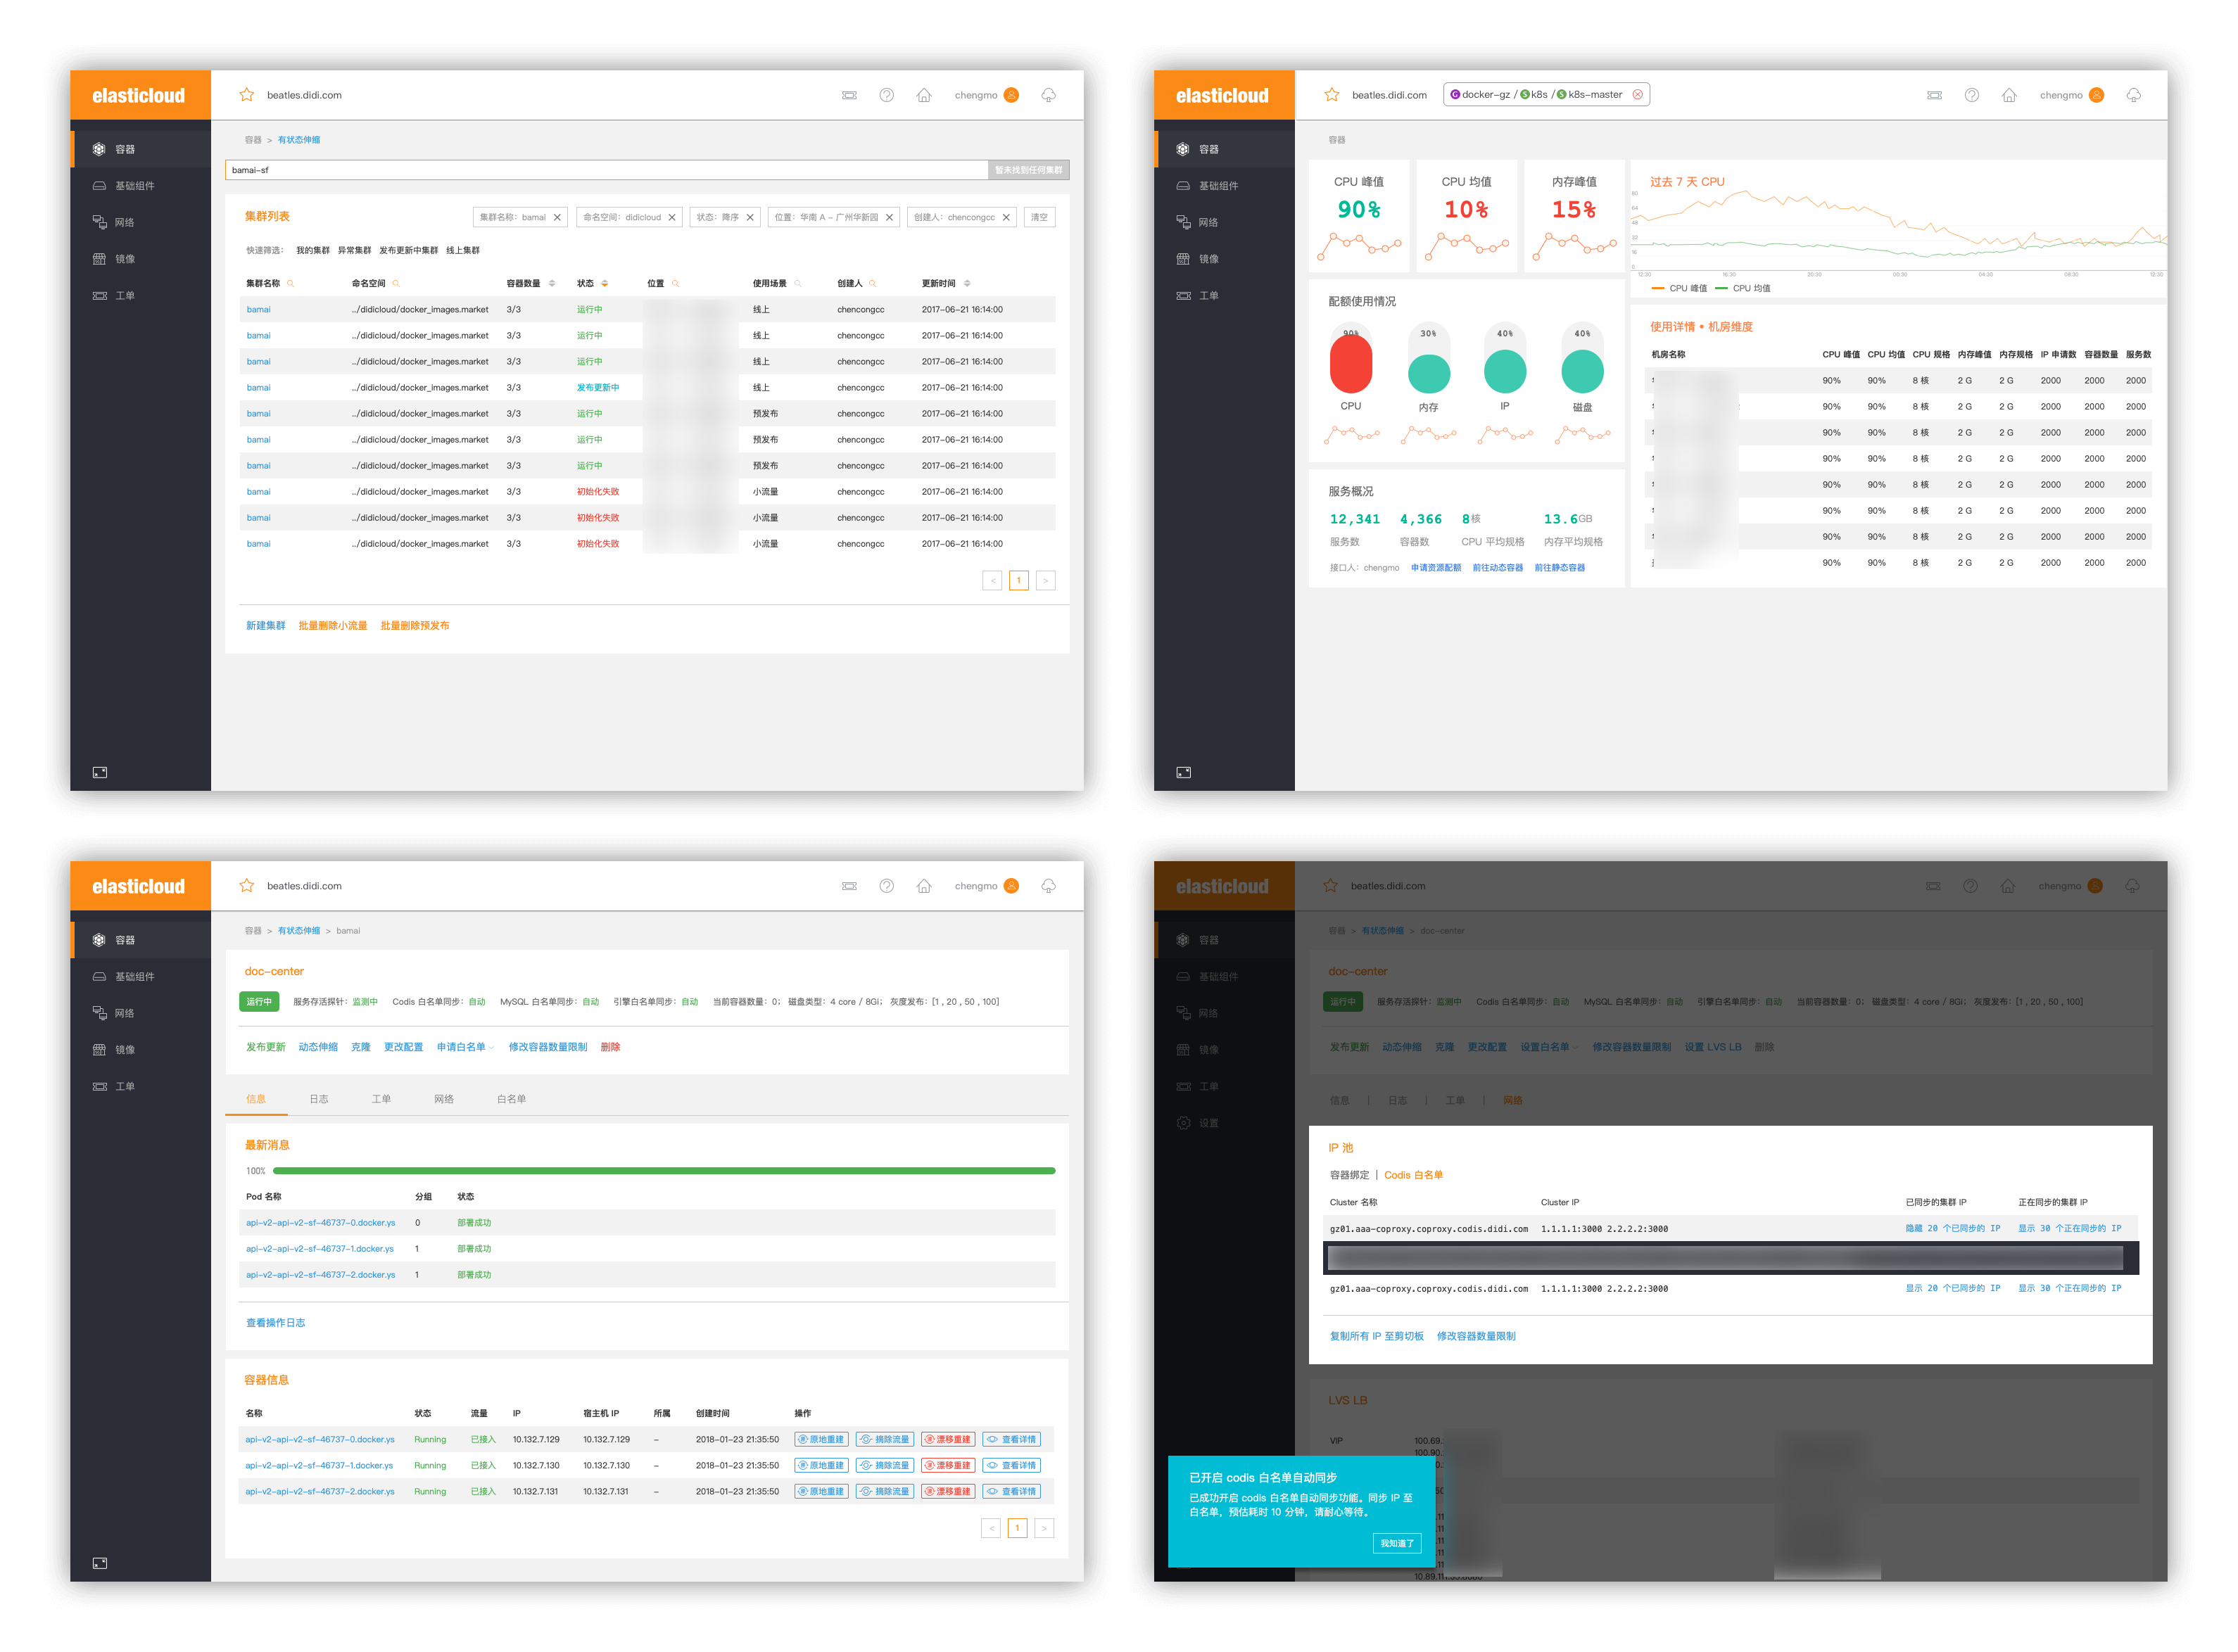 elasticloud
beatles.didi.com
chengmo
容器
基础组件
网络
镜像
工单
容器 > 有状态伸缩
bamai-sf
暂未找到任何集群
集群列表
集群名称：bamai
命名空间：didicloud
状态：降序
位置：华南 A – 广州华新园
创建人：chencongcc
清空
快速筛选： 我的集群 异常集群 发布更新中集群 线上集群
集群名称 命名空间 容器数量 状态 位置 使用场景 创建人 更新时间
bamai ../didicloud/docker_images.market 3/3 运行中 线上 chencongcc 2017-06-21 16:14:00
bamai ../didicloud/docker_images.market 3/3 运行中 线上 chencongcc 2017-06-21 16:14:00
bamai ../didicloud/docker_images.market 3/3 运行中 线上 chencongcc 2017-06-21 16:14:00
bamai ../didicloud/docker_images.market 3/3 发布更新中 线上 chencongcc 2017-06-21 16:14:00
bamai ../didicloud/docker_images.market 3/3 运行中 预发布 chencongcc 2017-06-21 16:14:00
bamai ../didicloud/docker_images.market 3/3 运行中 预发布 chencongcc 2017-06-21 16:14:00
bamai ../didicloud/docker_images.market 3/3 运行中 预发布 chencongcc 2017-06-21 16:14:00
bamai ../didicloud/docker_images.market 3/3 初始化失败 小流量 chencongcc 2017-06-21 16:14:00
bamai ../didicloud/docker_images.market 3/3 初始化失败 小流量 chencongcc 2017-06-21 16:14:00
bamai ../didicloud/docker_images.market 3/3 初始化失败 小流量 chencongcc 2017-06-21 16:14:00
< 1 >
新建集群 批量删除小流量 批量删除预发布
elasticloud
beatles.didi.com
G docker-gz / S k8s / S k8s-master
chengmo
容器
基础组件
网络
镜像
工单
容器
CPU 峰值
90%
CPU 均值
10%
内存峰值
15%
过去 7 天 CPU
80
64
48
32
16
0
12:30 16:30 20:30 00:30 04:30 08:30 12:30
CPU 峰值 CPU 均值
配额使用情况
90% 30% 40% 40%
CPU 内存 IP 磁盘
服务概况
12,341 4,366 8核 13.6GB
服务数 容器数 CPU 平均规格 内存平均规格
接口人：chengmo 申请资源配额 前往动态容器 前往静态容器
使用详情 • 机房维度
机房名称 CPU 峰值 CPU 均值 CPU 规格 内存峰值 内存规格 IP 申请数 容器数量 服务数
90% 90% 8 核 2 G 2 G 2000 2000 2000
90% 90% 8 核 2 G 2 G 2000 2000 2000
90% 90% 8 核 2 G 2 G 2000 2000 2000
90% 90% 8 核 2 G 2 G 2000 2000 2000
90% 90% 8 核 2 G 2 G 2000 2000 2000
90% 90% 8 核 2 G 2 G 2000 2000 2000
90% 90% 8 核 2 G 2 G 2000 2000 2000
90% 90% 8 核 2 G 2 G 2000 2000 2000
elasticloud
beatles.didi.com
chengmo
容器
基础组件
网络
镜像
工单
容器 > 有状态伸缩 > bamai
doc-center
运行中 服务存活探针：监测中 Codis 白名单同步：自动 MySQL 白名单同步：自动 引擎白名单同步：自动 当前容器数量：0； 磁盘类型：4 core / 8Gi； 灰度发布：[1 , 20 , 50 , 100]
发布更新 动态伸缩 克隆 更改配置 申请白名单 修改容器数量限制 删除
信息 日志 工单 网络 白名单
最新消息
100%
Pod 名称 分组 状态
api-v2-api-v2-sf-46737-0.docker.ys 0 部署成功
api-v2-api-v2-sf-46737-1.docker.ys 1 部署成功
api-v2-api-v2-sf-46737-2.docker.ys 1 部署成功
查看操作日志
容器信息
名称 状态 流量 IP 宿主机 IP 所属 创建时间 操作
api-v2-api-v2-sf-46737-0.docker.ys Running 已接入 10.132.7.129 10.132.7.129 – 2018-01-23 21:35:50 原地重建 摘除流量 漂移重建 查看详情
api-v2-api-v2-sf-46737-1.docker.ys Running 已接入 10.132.7.130 10.132.7.130 – 2018-01-23 21:35:50 原地重建 摘除流量 漂移重建 查看详情
api-v2-api-v2-sf-46737-2.docker.ys Running 已接入 10.132.7.131 10.132.7.131 – 2018-01-23 21:35:50 原地重建 摘除流量 漂移重建 查看详情
< 1 >
elasticloud
beatles.didi.com
chengmo
容器
基础组件
网络
镜像
工单
设置
容器 > 有状态伸缩 > doc-center
doc-center
运行中 服务存活探针：监测中 Codis 白名单同步：自动 MySQL 白名单同步：自动 引擎白名单同步：自动 当前容器数量：0； 磁盘类型：4 core / 8Gi； 灰度发布：[1 , 20 , 50 , 100]
发布更新 动态伸缩 克隆 更改配置 设置白名单 修改容器数量限制 设置 LVS LB 删除
信息 | 日志 | 工单 | 网络
IP 池
容器绑定 | Codis 白名单
Cluster 名称 Cluster IP 已同步的集群 IP 正在同步的集群 IP
gz01.aaa-coproxy.coproxy.codis.didi.com 1.1.1.1:3000 2.2.2.2:3000 隐藏 20 个已同步的 IP 显示 30 个正在同步的 IP
gz01.aaa-coproxy.coproxy.codis.didi.com 1.1.1.1:3000 2.2.2.2:3000 显示 20 个已同步的 IP 显示 30 个正在同步的 IP
复制所有 IP 至剪切板 修改容器数量限制
LVS LB
VIP 100.69.
100.90.
已开启 codis 白名单自动同步
已成功开启 codis 白名单自动同步功能。同步 IP 至
白名单，预估耗时 10 分钟，请耐心等待。
我知道了